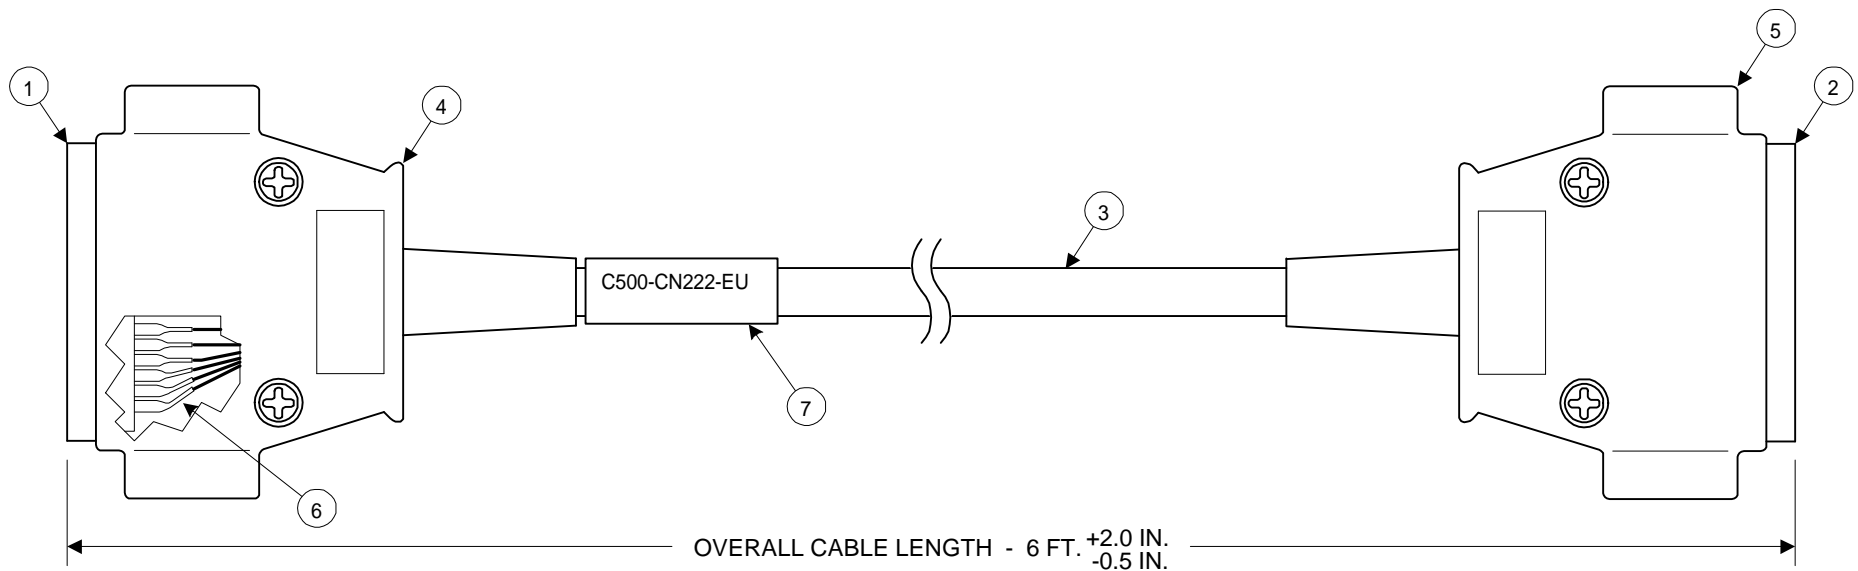 5
1
2
4
3
C500-CN222-EU
7
6
OVERALL CABLE LENGTH - 6 FT. +2.0 IN.
-0.5 IN.